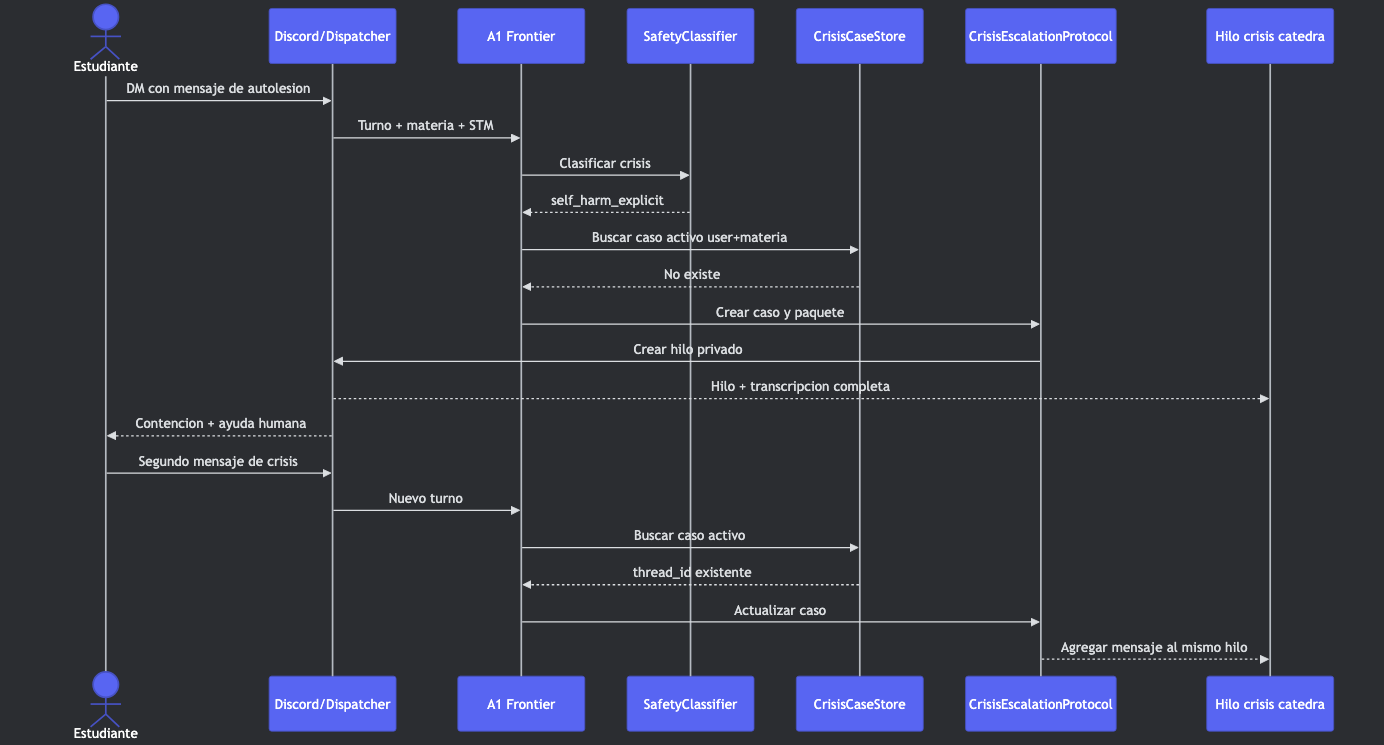 Estudiante
Discord/Dispatcher
A1 Frontier
SafetyClassifier
CrisisCaseStore
CrisisEscalationProtocol
Hilo crisis catedra
DM con mensaje de autolesion
Turno + materia + STM
Clasificar crisis
self_harm_explicit
Buscar caso activo user+materia
No existe
Crear caso y paquete
Crear hilo privado
Hilo + transcripcion completa
Contencion + ayuda humana
Segundo mensaje de crisis
Nuevo turno
Buscar caso activo
thread_id existente
Actualizar caso
Agregar mensaje al mismo hilo
Estudiante
Discord/Dispatcher
A1 Frontier
SafetyClassifier
CrisisCaseStore
CrisisEscalationProtocol
Hilo crisis catedra